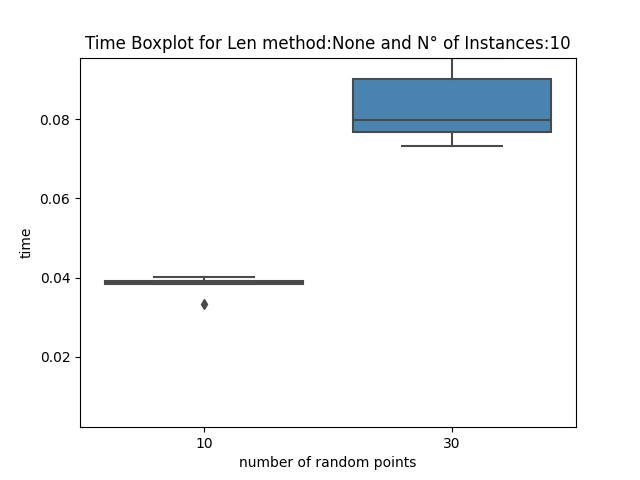 Time Boxplot for Len method:None and N° of Instances:10
0.08
0.06
0.04
0.02
time
10 30
number of random points